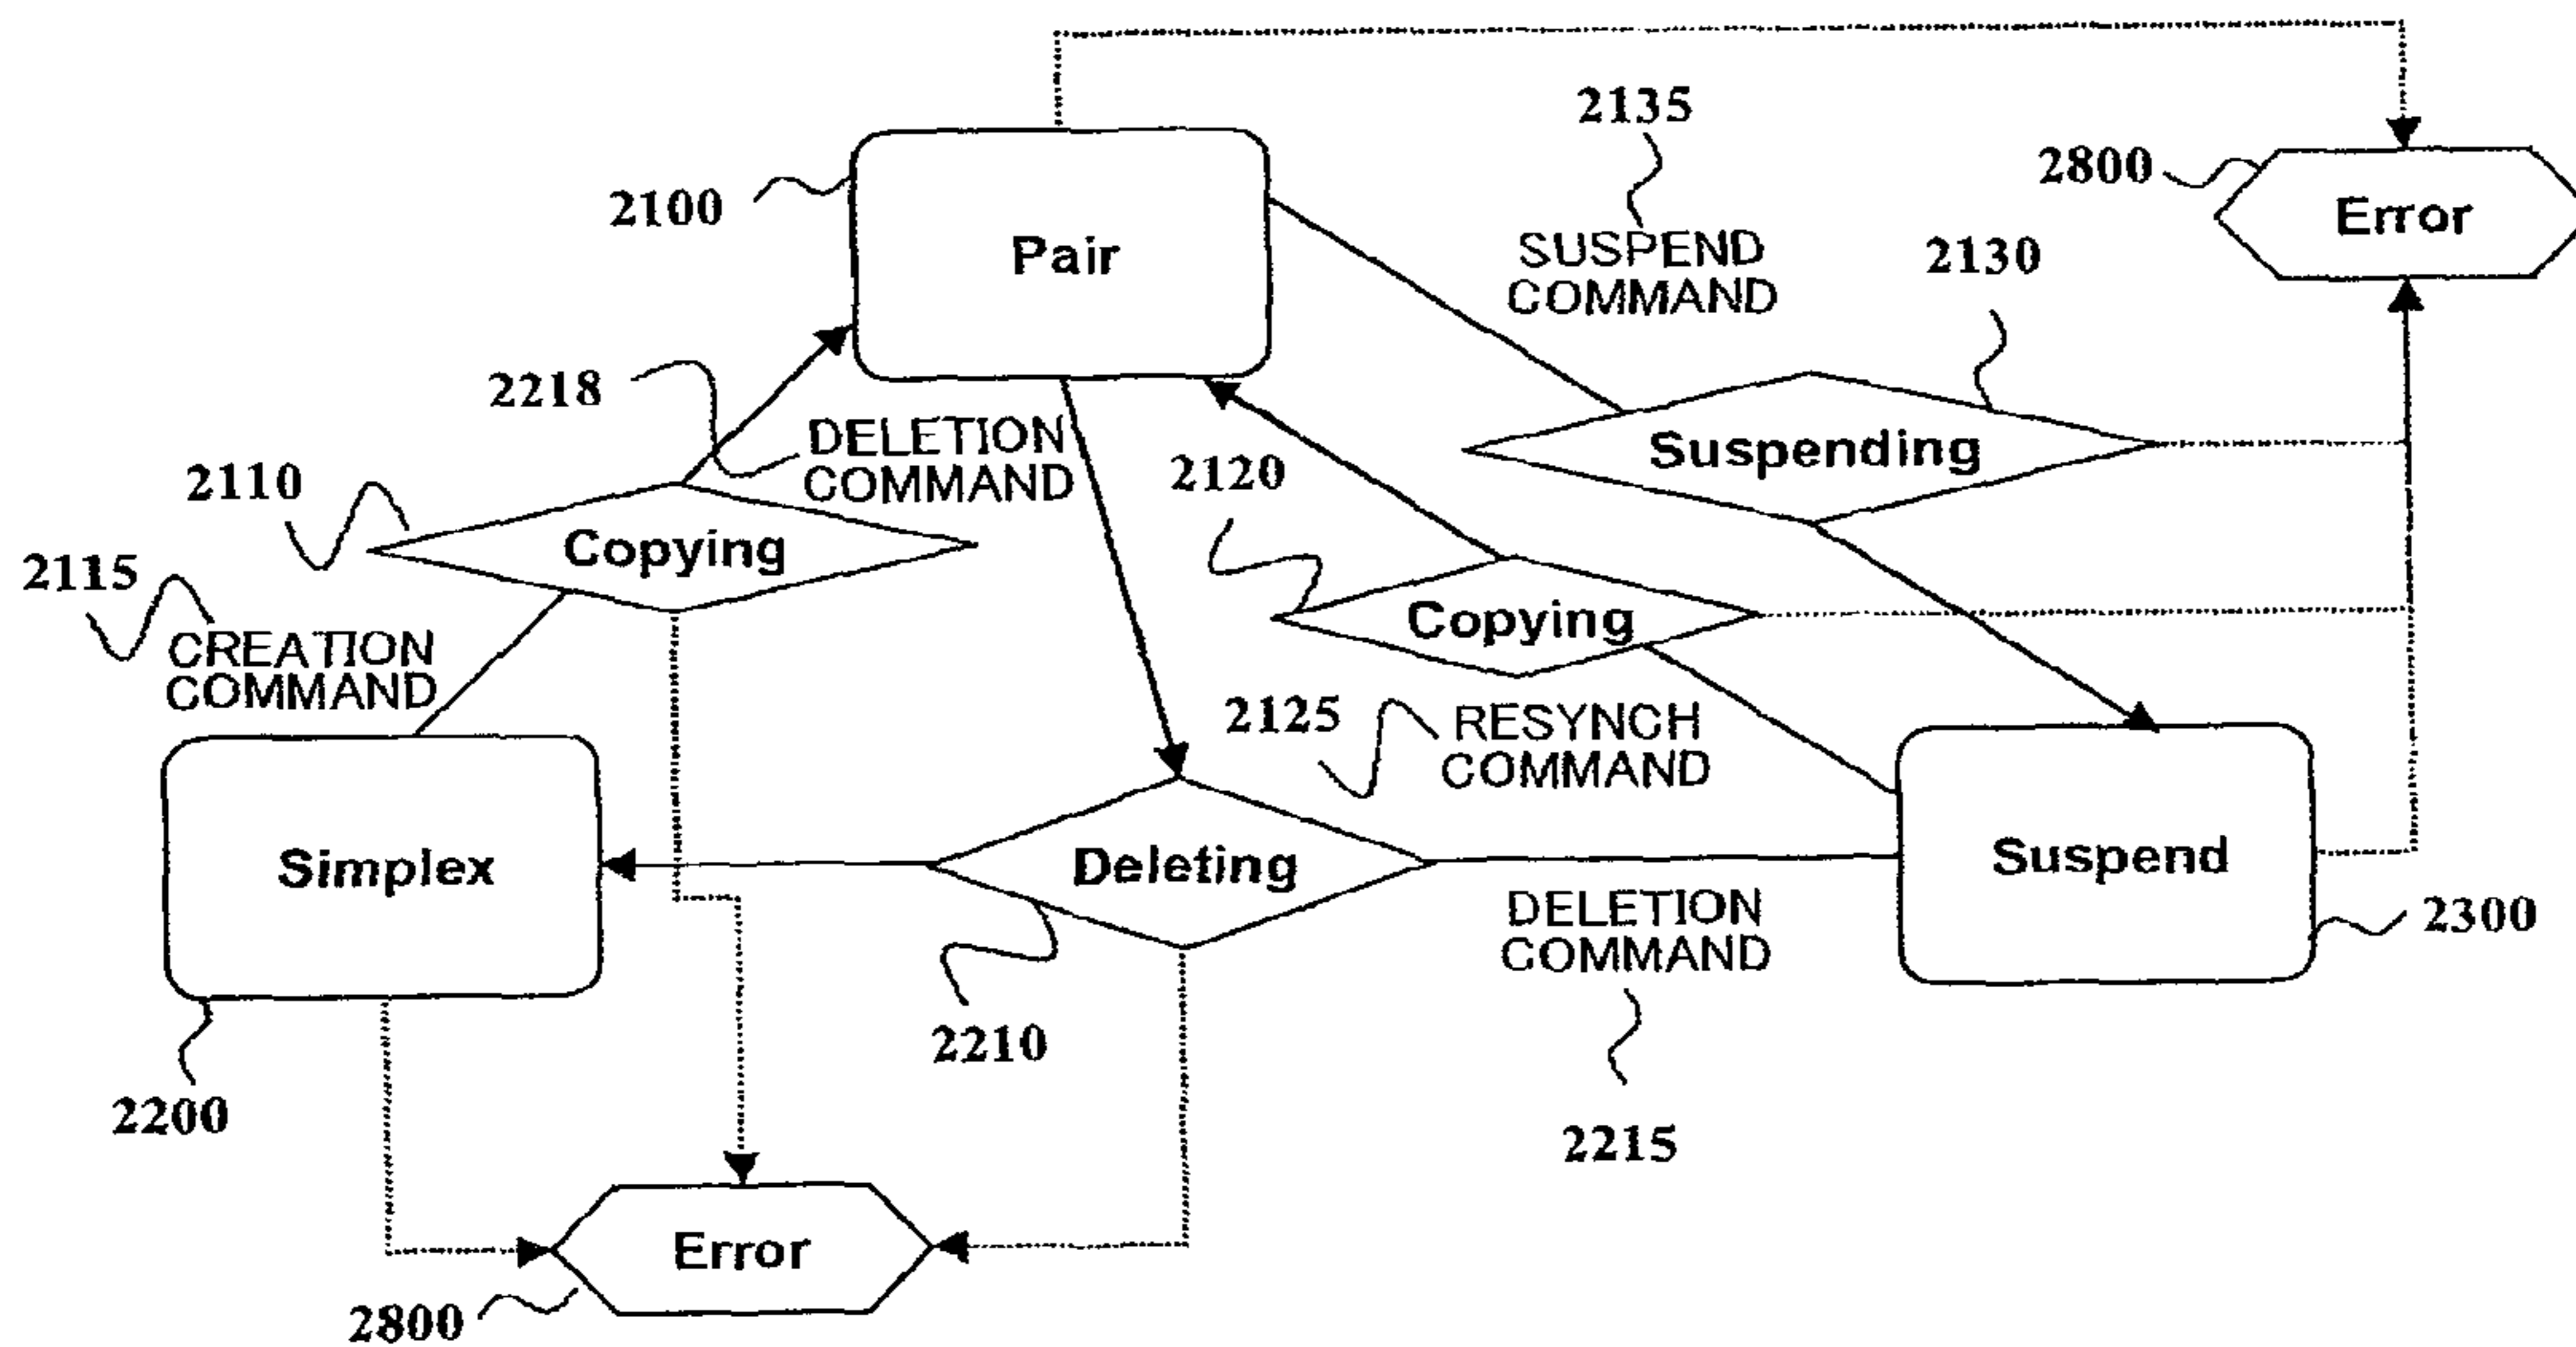 2135
2800
Error
2100
Pair
SUSPEND
COMMAND
2130
2218
DELETION
COMMAND
Suspending
2110
2120
Copying
2115
CREATION
COMMAND
Copying
2125
RESYNCH
COMMAND
Simplex
Deleting
Suspend
DELETION
COMMAND
2300
2210
2200
2215
Error
2800